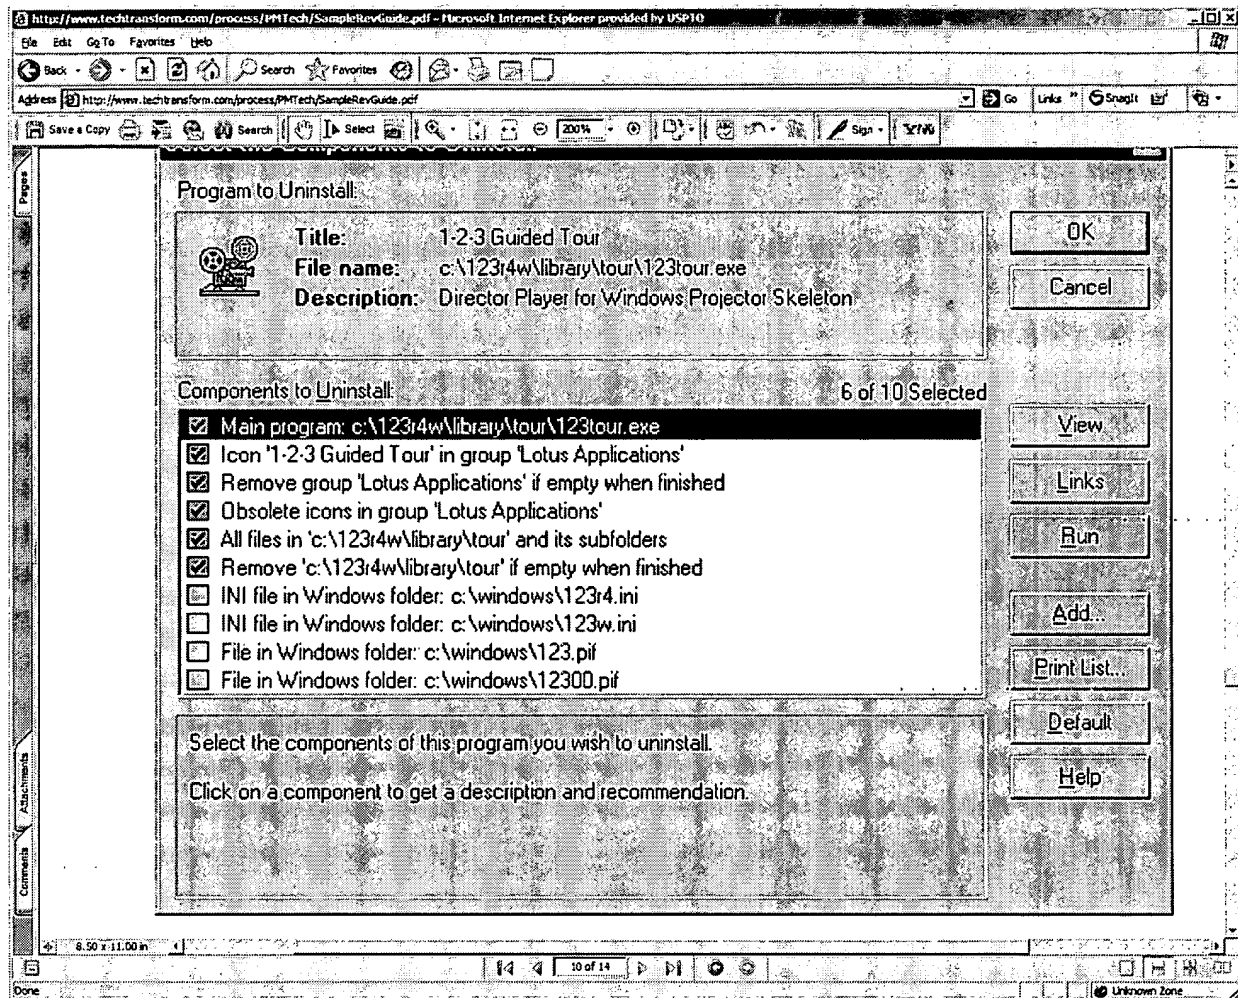 http://www.techtransform.com/process/PMTech/SampleRevGuide.pdf - Microsoft Internet Explorer provided by USPTO
File Edit Go To Favorites Help
Back Search Favorites
Address http://www.techtransform.com/process/PMTech/SampleRevGuide.pdf Go Links » SnagIt
Save a Copy Search Select 200% Sign
Pages
Program to Uninstall:
Title: 1-2-3 Guided Tour
File name: c:\123r4w\library\tour\123tour.exe
Description: Director Player for Windows Projector Skeleton
OK
Cancel
Components to Uninstall: 6 of 10 Selected
Main program: c:\123r4w\library\tour\123tour.exe
Icon '1-2-3 Guided Tour' in group 'Lotus Applications'
Remove group 'Lotus Applications' if empty when finished
Obsolete icons in group 'Lotus Applications'
All files in 'c:\123r4w\library\tour' and its subfolders
Remove 'c:\123r4w\library\tour' if empty when finished
INI file in Windows folder: c:\windows\123r4.ini
INI file in Windows folder: c:\windows\123w.ini
File in Windows folder: c:\windows\123.pif
File in Windows folder: c:\windows\12300.pif
View
Links
Run
Add...
Print List...
Default
Help
Select the components of this program you wish to uninstall.
Click on a component to get a description and recommendation.
Attachments
Comments
8.50 x 11.00 in
10 of 14
Done Unknown Zone